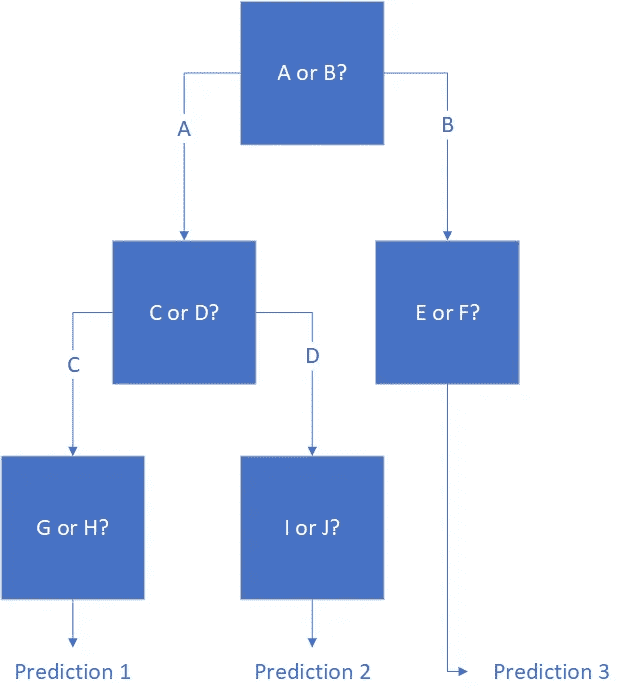 A or B?
A
B
C or D?
E or F?
C
D
G or H?
I or J?
Prediction 1
Prediction 2
Prediction 3